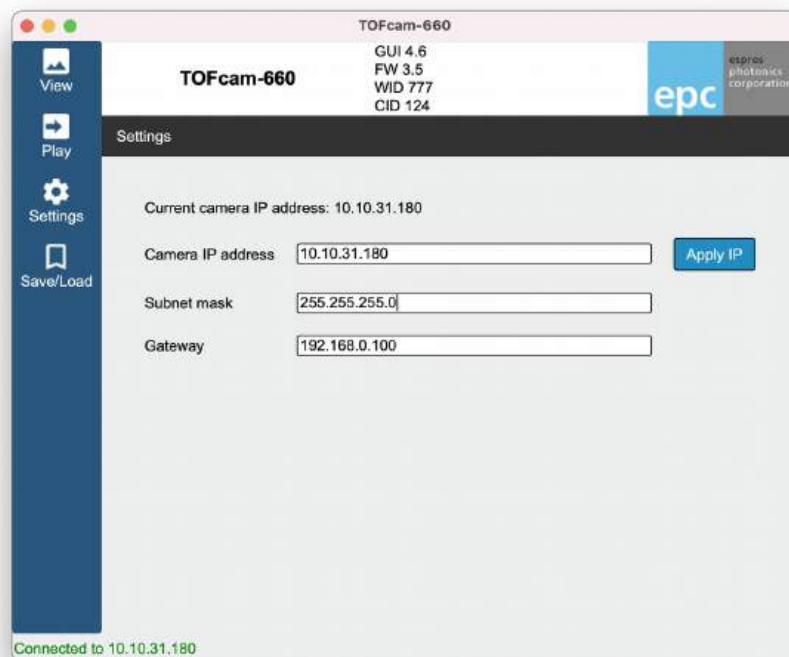 TOFcam-660
View
Play
Settings
Save/Load
TOFcam-660
GUI 4.6
FW 3.5
WID 777
CID 124
epc
espros
photonics
corporation
Settings
Current camera IP address: 10.10.31.180
Camera IP address 10.10.31.180 Apply IP
Subnet mask 255.255.255.0
Gateway 192.168.0.100
Connected to 10.10.31.180